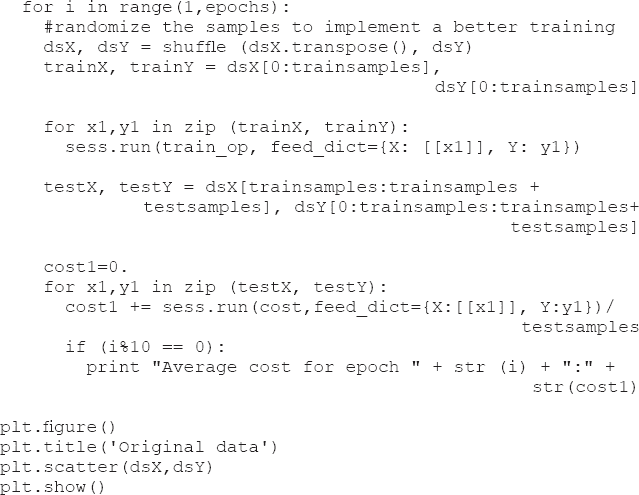 for i in range(1,epochs):
#randomize the samples to implement a better training
dsX, dsY = shuffle (dsX.transpose(), dsY)
trainX, trainY = dsX[0:trainsamples],
dsY[0:trainsamples]
for x1,y1 in zip (trainX, trainY):
sess.run(train_op, feed_dict={X: [[x1]], Y: y1})
testX, testY = dsX[trainsamples:trainsamples +
testsamples], dsY[0:trainsamples:trainsamples+
testsamples]
cost1=0.
for x1,y1 in zip (testX, testY):
cost1 += sess.run(cost,feed_dict={X:[[x1]], Y:y1})/
testsamples
if (i%10 == 0):
print "Average cost for epoch " + str (i) + ":" +
str(cost1)
plt.figure()
plt.title('Original data')
plt.scatter(dsX,dsY)
plt.show()